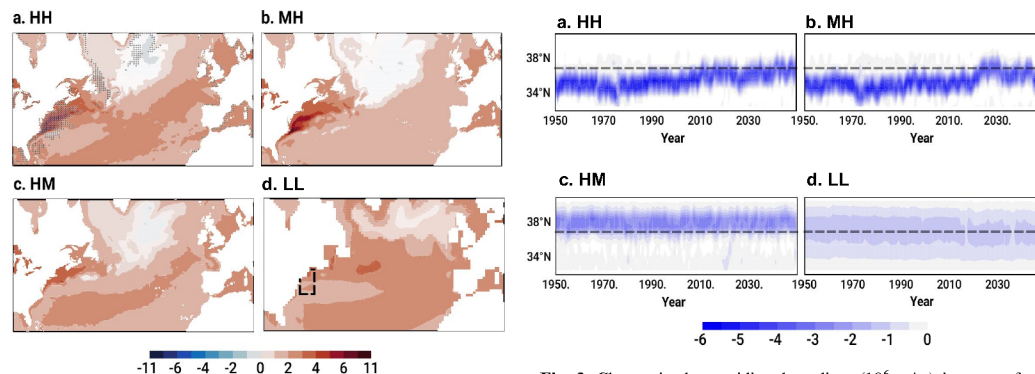 a. HH
b. MH
c. HM
d. LL
-11 -6 -4 -2 0 2 4 6 11
a. HH
b. MH
38°N
34°N
1950 1970 1990 2010 2030 1950. 1970. 1990. 2010. 2030.
Year Year
c. HM
d. LL
38°N
34°N
1950. 1970. 1990. 2010. 2030. 1950. 1970. 1990. 2010. 2030.
Year Year
-6 -5 -4 -3 -2 -1 0